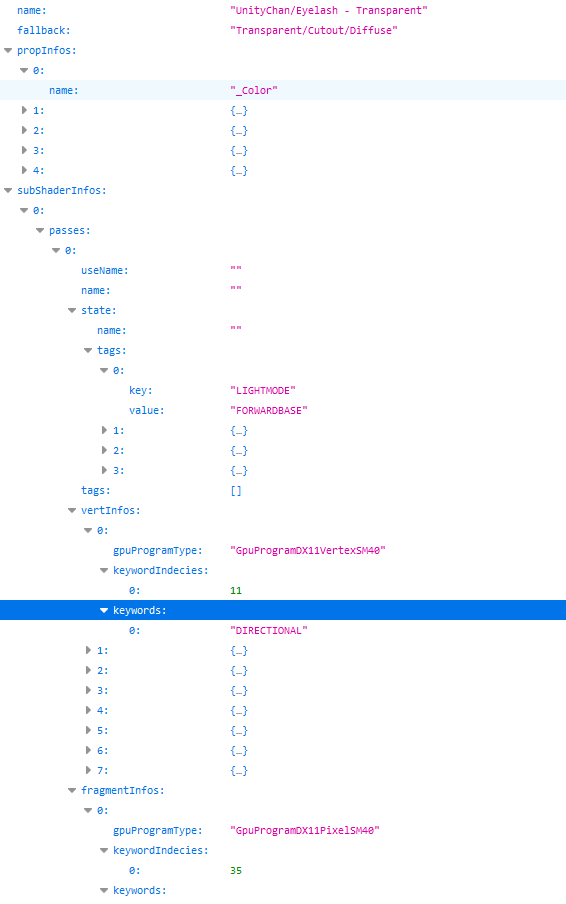 name: "UnityChan/Eyelash - Transparent"
fallback: "Transparent/Cutout/Diffuse"
propInfos:
0:
name: "_Color"
1: {…}
2: {…}
3: {…}
4: {…}
subShaderInfos:
0:
passes:
0:
useName: ""
name: ""
state:
name: ""
tags:
0:
key: "LIGHTMODE"
value: "FORWARDBASE"
1: {…}
2: {…}
3: {…}
tags: []
vertInfos:
0:
gpuProgramType: "GpuProgramDX11VertexSM40"
keywordIndecies:
0: 11
keywords:
0: "DIRECTIONAL"
1: {…}
2: {…}
3: {…}
4: {…}
5: {…}
6: {…}
7: {…}
fragmentInfos:
0:
gpuProgramType: "GpuProgramDX11PixelSM40"
keywordIndecies:
0: 35
keywords: